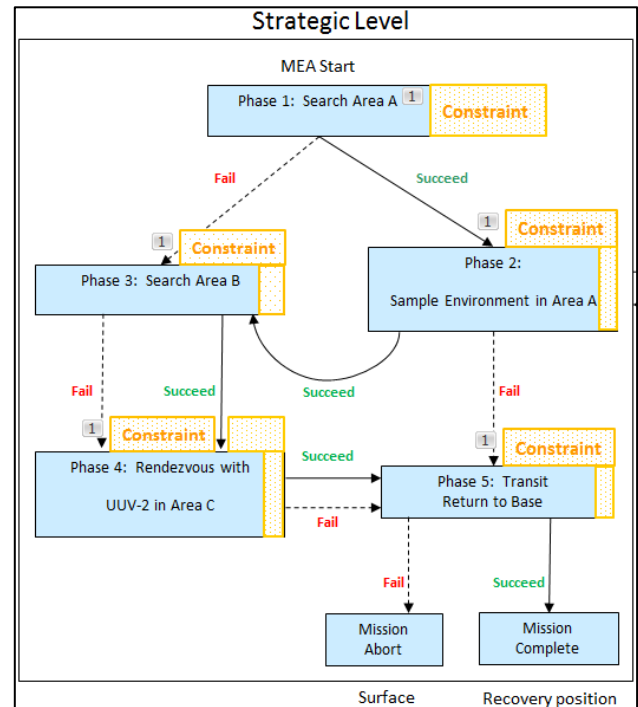 Strategic Level
MEA Start
Phase 1: Search Area A
1
Constraint
Fail
Succeed
1
Constraint
1
Constraint
Phase 3: Search Area B
Phase 2:
Sample Environment in Area A
Fail
Succeed
Succeed
Fail
1
Constraint
1
Constraint
Phase 4: Rendezvous with
UUV-2 in Area C
Succeed
Fail
Phase 5: Transit
Return to Base
Fail
Succeed
Mission
Abort
Mission
Complete
Surface
Recovery position